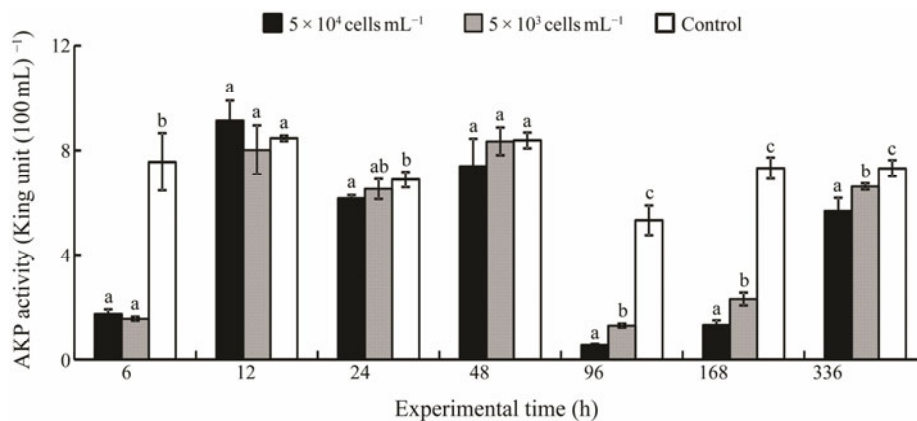 5 × 10⁴ cells mL⁻¹ 5 × 10³ cells mL⁻¹ Control
AKP activity (King unit (100 mL) ⁻¹
12
8
4
0
b
a
a
a
a
a
a
ab
b
a
a
a
a
b
c
a
b
c
a
b
c
6 12 24 48 96 168 336
Experimental time (h)